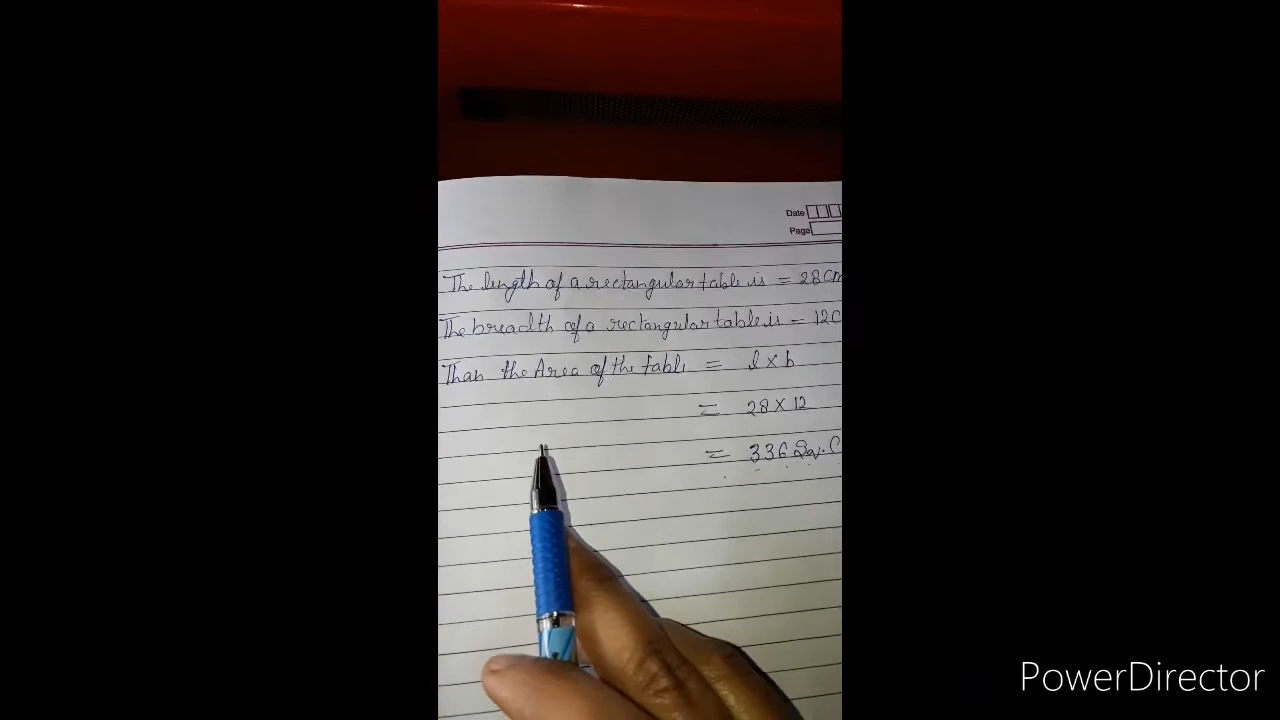 Date
Page
The length of a rectangular table is = 28 cm
The breadth of a rectangular table is = 12 C
Than the Area of the table = l × b
= 28 × 12
= 336 Sq. C
PowerDirector